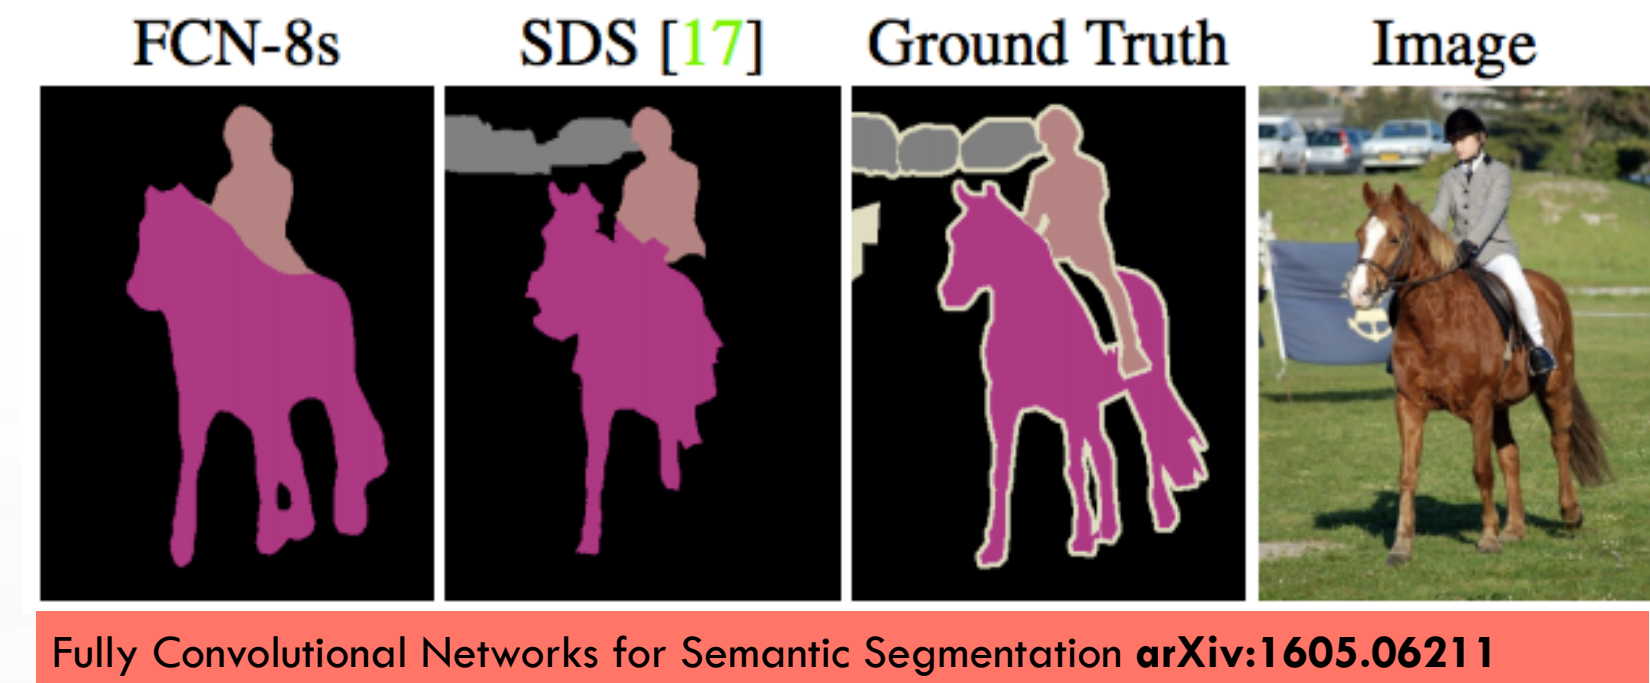 FCN-8s SDS [17] Ground Truth Image
Fully Convolutional Networks for Semantic Segmentation arXiv:1605.06211